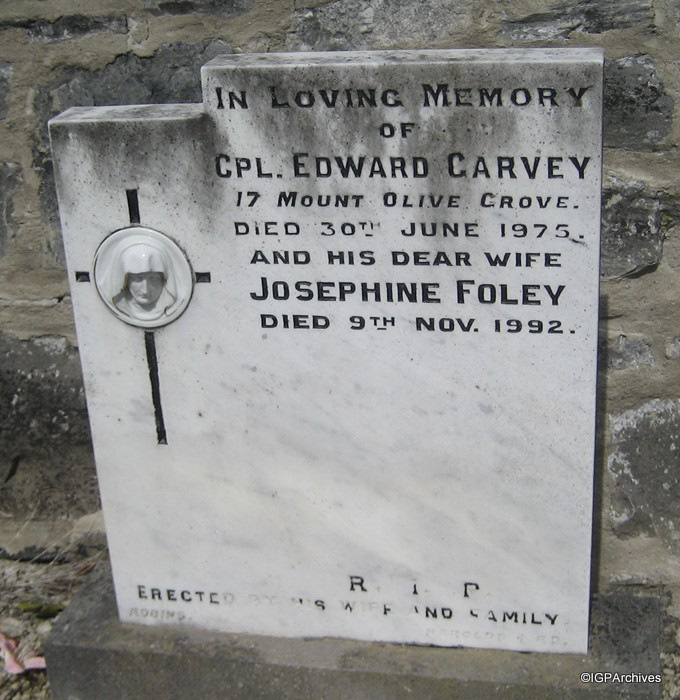 IN LOVING MEMORY
OF
CPL. EDWARD GARVEY
17 MOUNT OLIVE GROVE.
DIED 30TH JUNE 1975.
AND HIS DEAR WIFE
JOSEPHINE FOLEY
DIED 9TH NOV. 1992.
R. I. P.
ERECTED BY HIS WIFE AND FAMILY
©IGPArchives